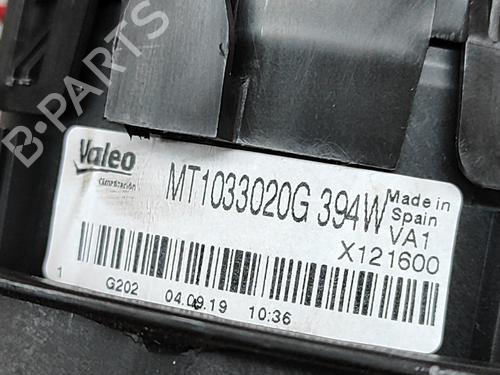 B-PARTS
Valeo
Climatización
MT1033020G 394W
Made in
Spain
VA1
X121600
1
G202 04.09.19 10:36